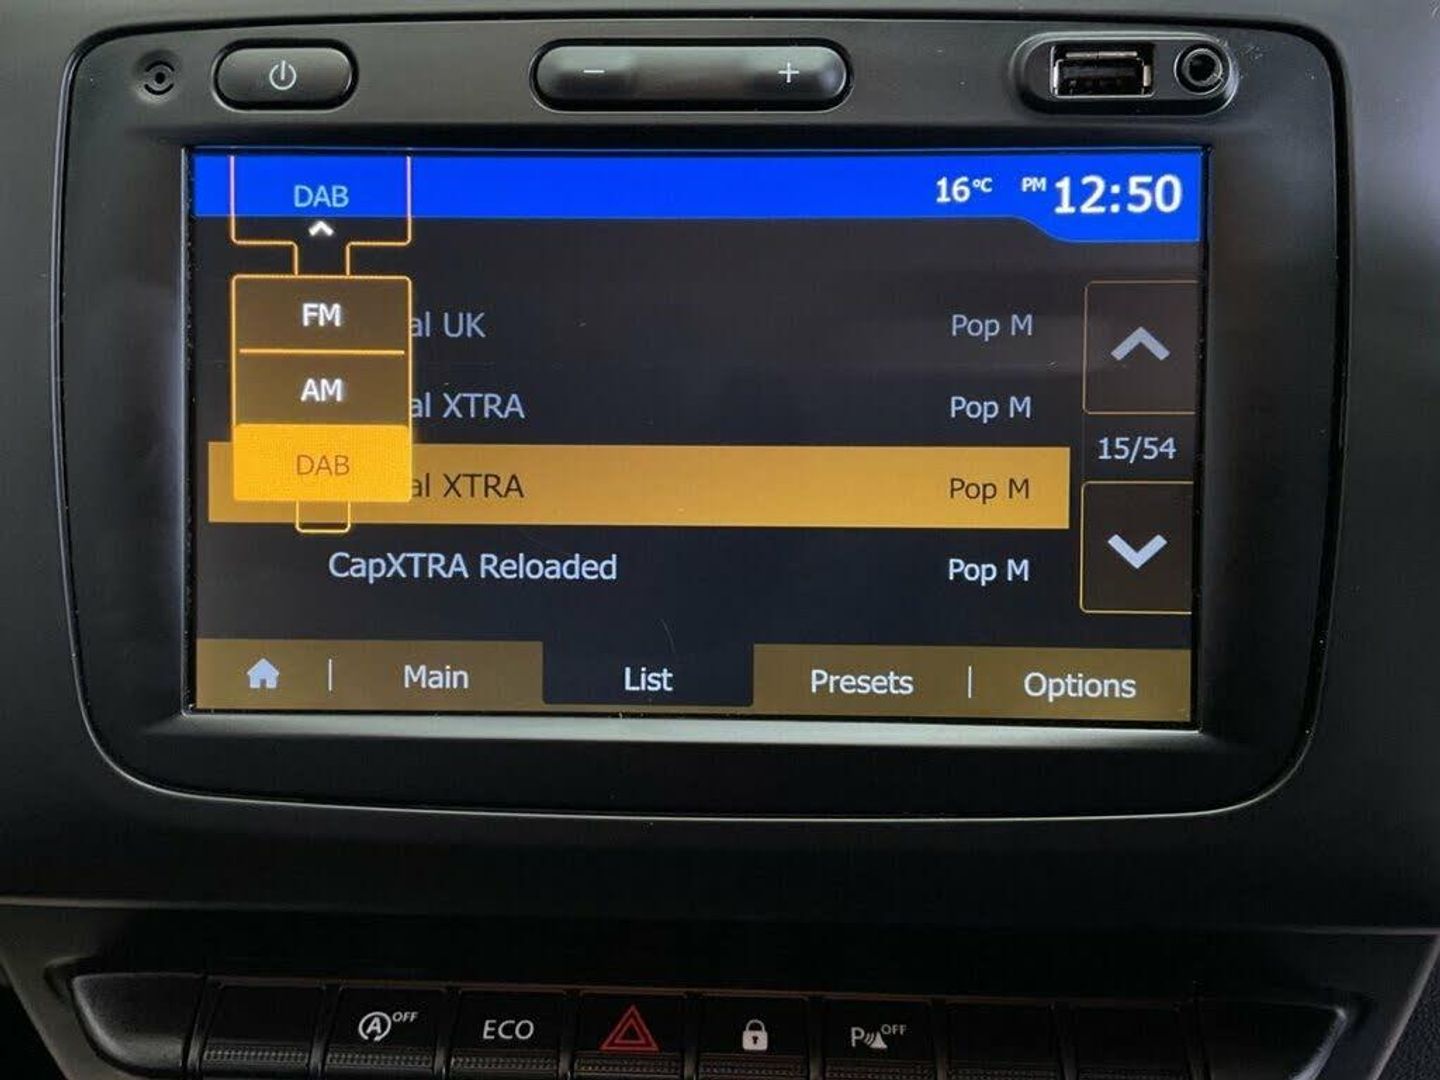 DAB
16°C PM 12:50
FM
al UK Pop M
AM
al XTRA Pop M
15/54
DAB
al XTRA Pop M
CapXTRA Reloaded Pop M
Main List Presets Options
A OFF ECO P OFF